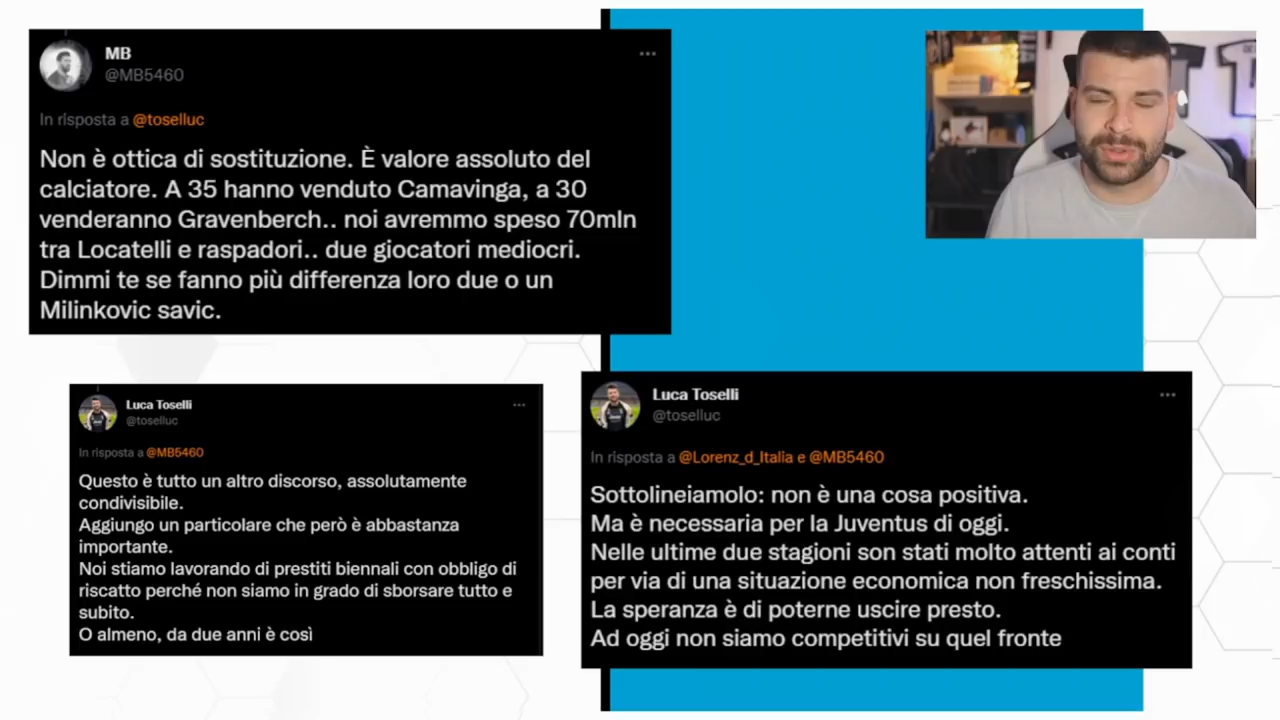 MB
@MB5460
In risposta a @toselluc
Non è ottica di sostituzione. È valore assoluto del
calciatore. A 35 hanno venduto Camavinga, a 30
venderanno Gravenberch.. noi avremmo speso 70mln
tra Locatelli e raspadori.. due giocatori mediocri.
Dimmi te se fanno più differenza loro due o un
Milinkovic savic.
Luca Toselli
@toselluc
In risposta a @MB5460
Questo è tutto un altro discorso, assolutamente
condivisibile.
Aggiungo un particolare che però è abbastanza
importante.
Noi stiamo lavorando di prestiti biennali con obbligo di
riscatto perché non siamo in grado di sborsare tutto e
subito.
O almeno, da due anni è così
Luca Toselli
@toselluc
In risposta a @Lorenz_d_Italia e @MB5460
Sottolineiamolo: non è una cosa positiva.
Ma è necessaria per la Juventus di oggi.
Nelle ultime due stagioni son stati molto attenti ai conti
per via di una situazione economica non freschissima.
La speranza è di poterne uscire presto.
Ad oggi non siamo competitivi su quel fronte